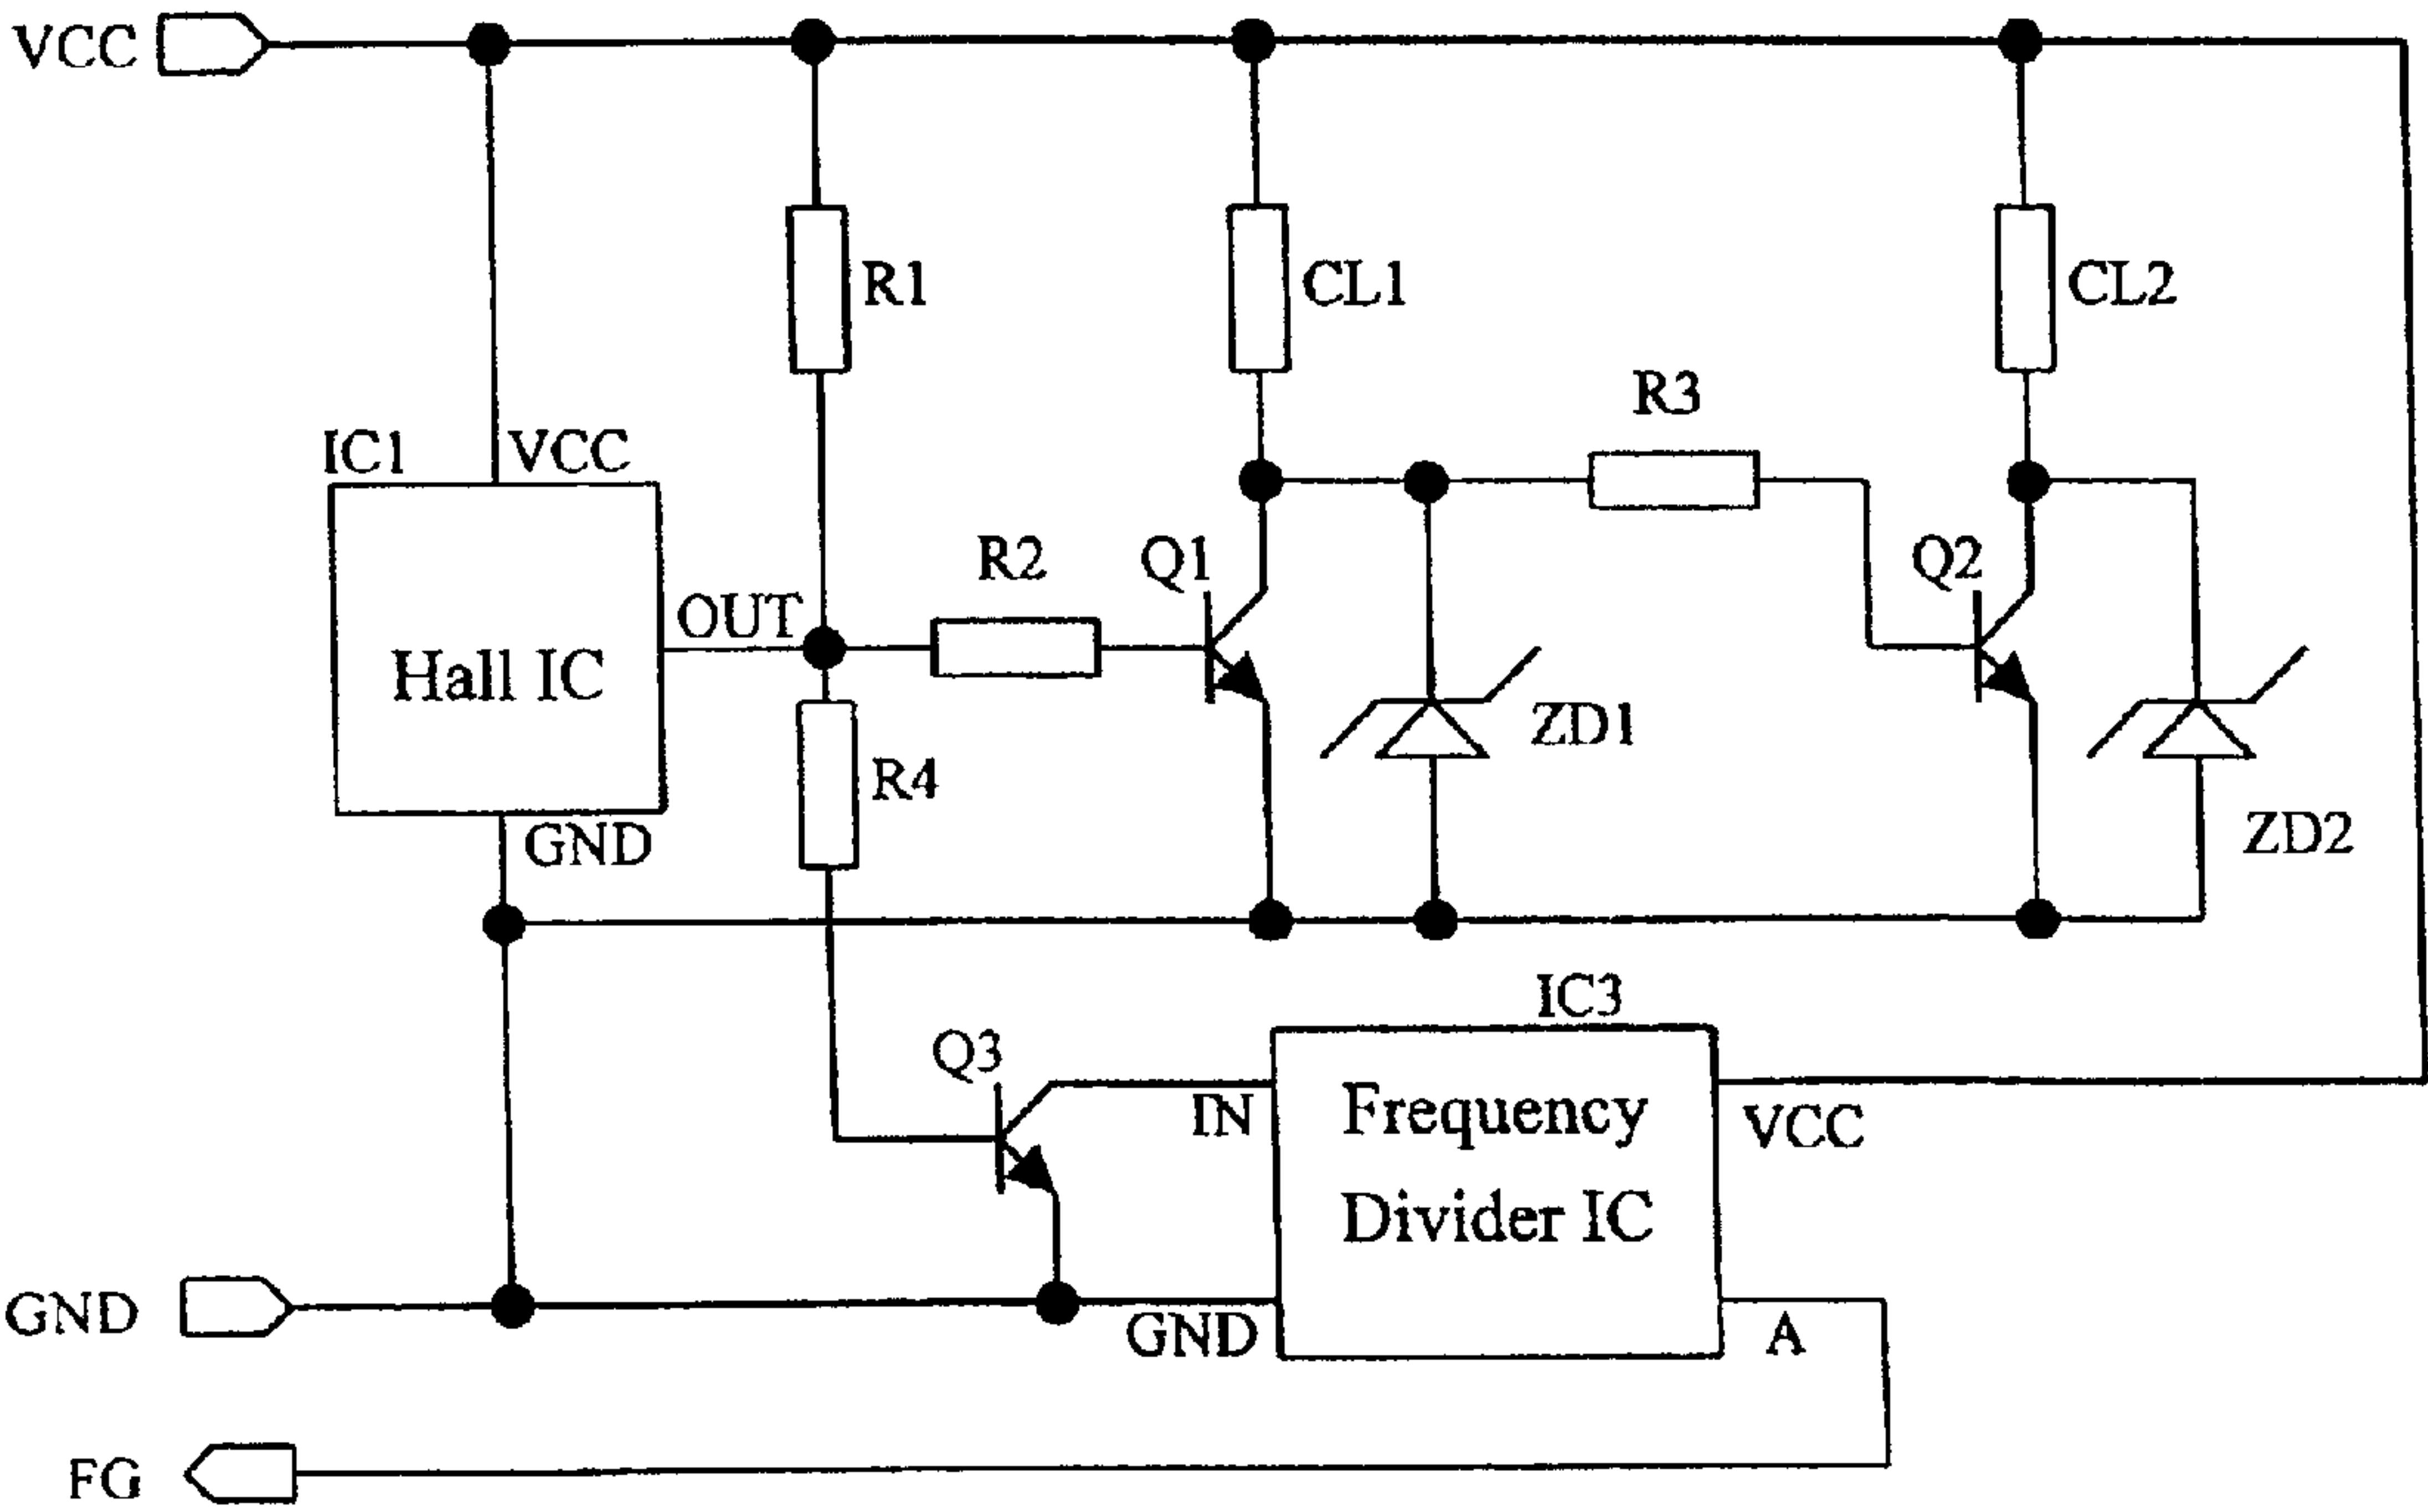 VCC
R1
CL1
CL2
R3
IC1
VCC
R2
Q1
Q2
OUT
Hall IC
ZD1
R4
GND
ZD2
IC3
Q3
IN
Frequency
Divider IC
VCC
GND
GND
A
FG